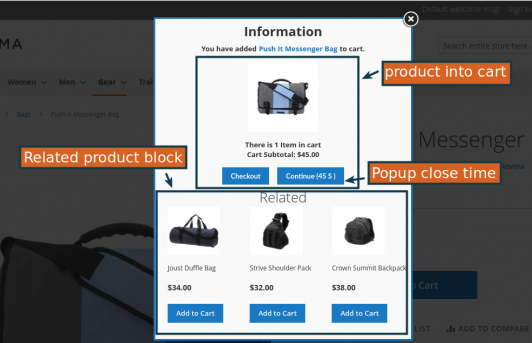 Default welcome msg! Sign In
MA
Information
Search entire store here...
You have added Push It Messenger Bag to cart.
product into cart
Women Men Gear Trai
Bags > Push It Messenger Bag
Messenger
There is 1 Item in cart
Cart Subtotal: $45.00
Related product block
Review
Checkout
Continue (45 S )
Popup close time
Related
Joust Duffle Bag
Strive Shoulder Pack
Crown Summit Backpack
$34.00
$32.00
$38.00
to Cart
Add to Cart
Add to Cart
Add to Cart
LIST
ADD TO COMPARE